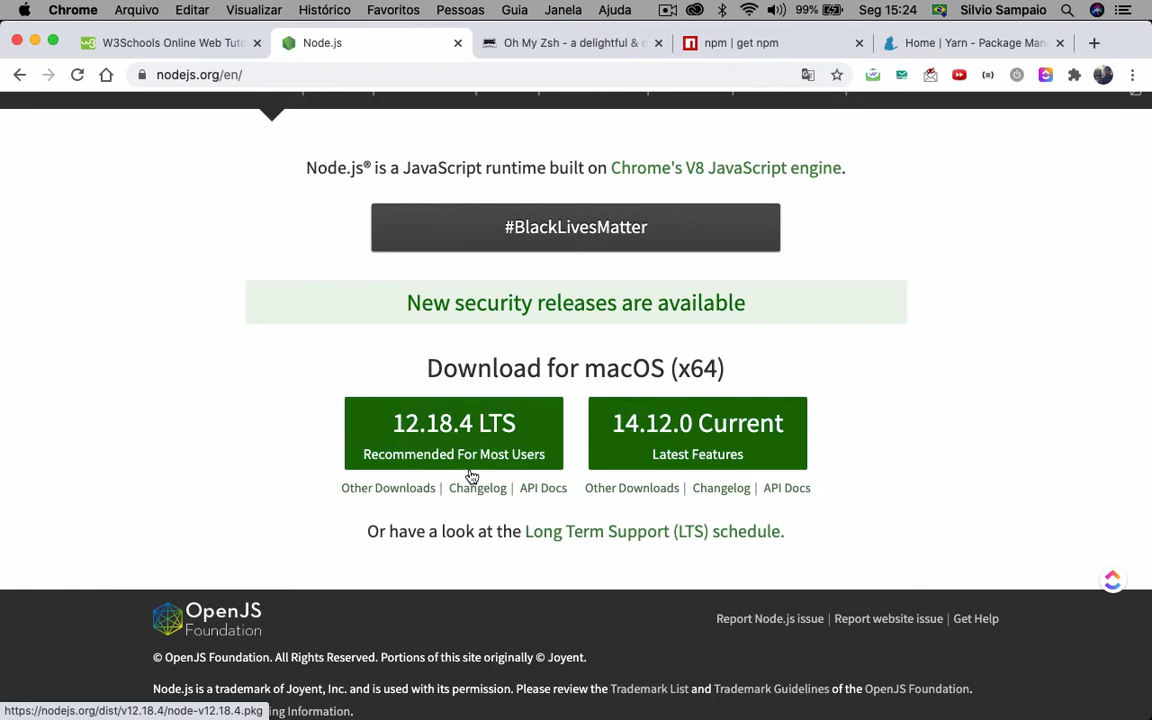 Chrome Arquivo Editar Visualizar Histórico Favoritos Pessoas Guia Janela Ajuda 99% Seg 15:24 Silvio Sampaio
W3Schools Online Web Tuto
Node.js
Oh My Zsh - a delightful & o
npm | get npm
Home | Yarn - Package Man
nodejs.org/en/
Node.js® is a JavaScript runtime built on Chrome's V8 JavaScript engine.
#BlackLivesMatter
New security releases are available
Download for macOS (x64)
12.18.4 LTS
Recommended For Most Users
14.12.0 Current
Latest Features
Other Downloads | Changelog | API Docs
Other Downloads | Changelog | API Docs
Or have a look at the Long Term Support (LTS) schedule.
OpenJS
Foundation
Report Node.js issue | Report website issue | Get Help
© OpenJS Foundation. All Rights Reserved. Portions of this site originally © Joyent.
Node.js is a trademark of Joyent, Inc. and is used with its permission. Please review the Trademark List and Trademark Guidelines of the OpenJS Foundation.
https://nodejs.org/dist/v12.18.4/node-v12.18.4.pkg
ing Information.